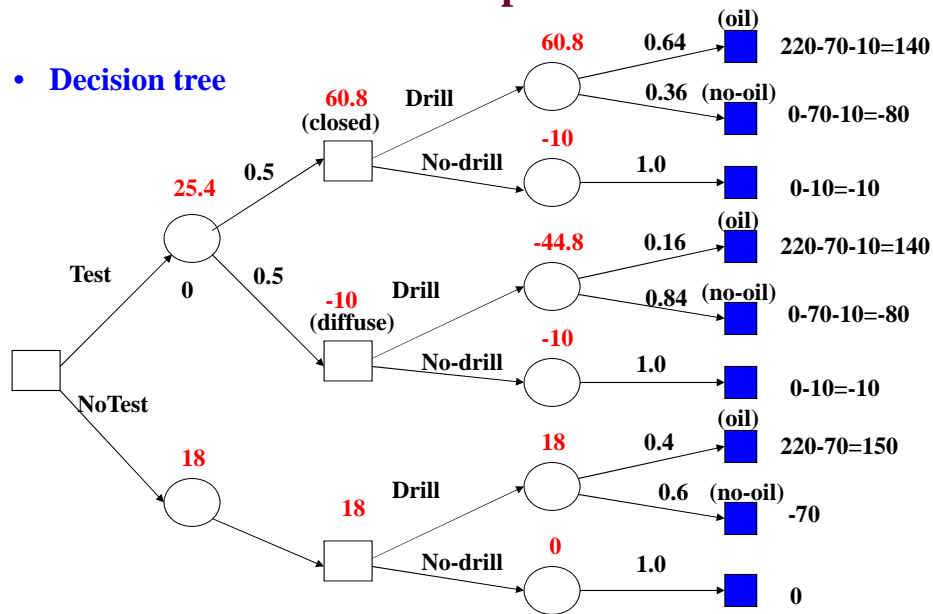 (oil)
60.8 0.64 220-70-10=140
• Decision tree
60.8 Drill 0.36 (no-oil) 0-70-10=-80
(closed)
-10
No-drill 1.0
0.5
25.4 0-10=-10
(oil)
-44.8 0.16 220-70-10=140
Test 0.5 Drill
0 -10 0.84 (no-oil) 0-70-10=-80
(diffuse)
-10
No-drill 1.0
0-10=-10
NoTest (oil)
18 18 0.4 220-70=150
Drill
18 0.6 (no-oil) -70
0
No-drill 1.0
0